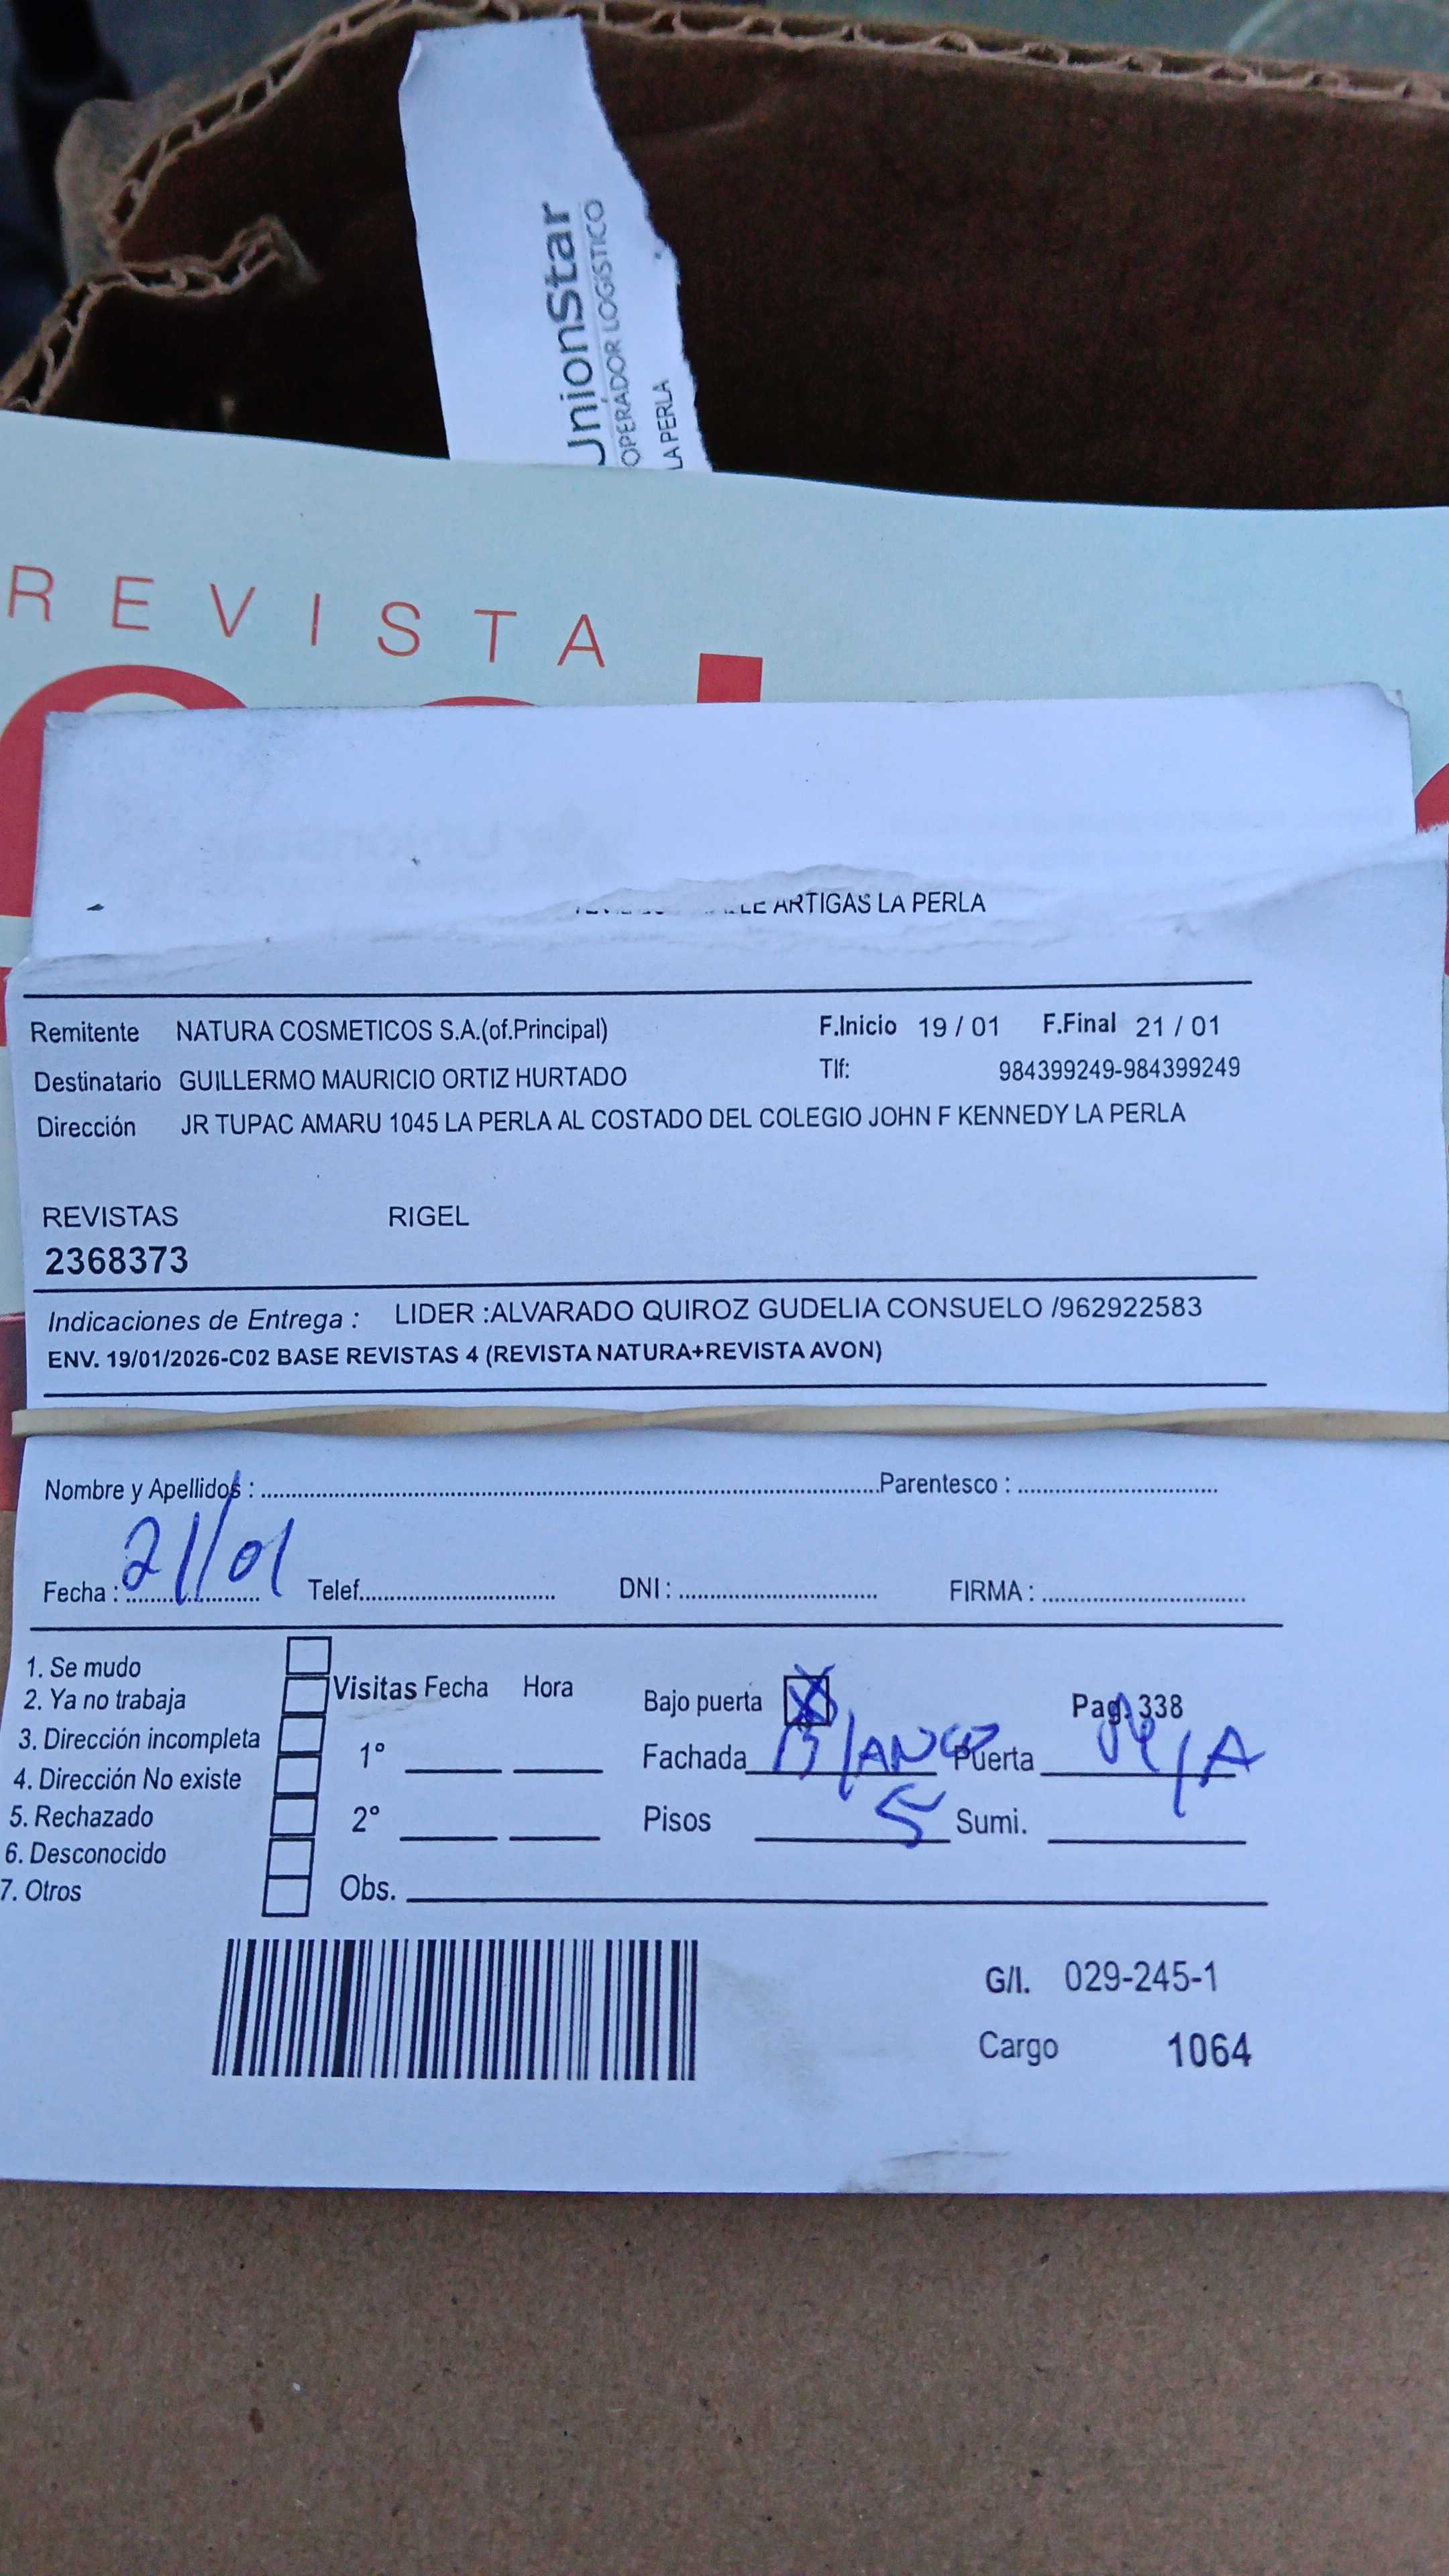 UnionStar
OPERADOR LOGISTICO
LA PERLA
REVISTA
ARTIGAS LA PERLA
Remitente NATURA COSMETICOS S.A.(of.Principal) F.Inicio 19 / 01 F.Final 21 / 01
Destinatario GUILLERMO MAURICIO ORTIZ HURTADO Tlf: 984399249-984399249
Dirección JR TUPAC AMARU 1045 LA PERLA AL COSTADO DEL COLEGIO JOHN F KENNEDY LA PERLA
REVISTAS RIGEL
2368373
Indicaciones de Entrega : LIDER :ALVARADO QUIROZ GUDELIA CONSUELO /962922583
ENV. 19/01/2026-C02 BASE REVISTAS 4 (REVISTA NATURA+REVISTA AVON)
Nombre y Apellidos : Parentesco :
Fecha : 21/01 Telef. DNI : FIRMA :
1. Se mudo
2. Ya no trabaja
3. Dirección incompleta
4. Dirección No existe
5. Rechazado
6. Desconocido
7. Otros
Visitas Fecha Hora
1°
2°
Obs.
Bajo puerta X Pag. 338
Fachada BlANCO Puerta
Pisos 5 Sumi.
G/I. 029-245-1
Cargo 1064